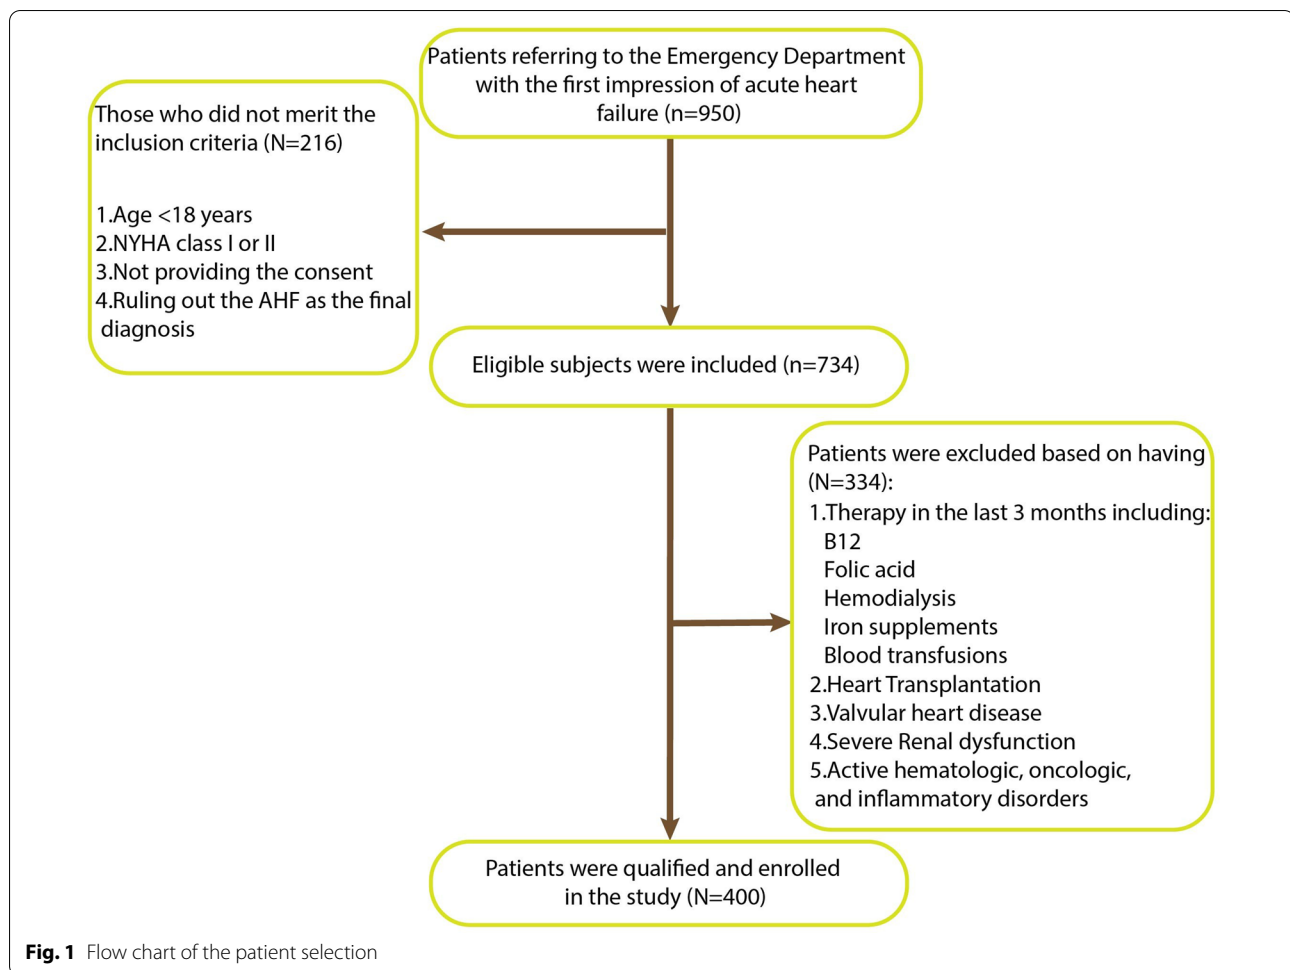 Patients referring to the Emergency Department
with the first impression of acute heart
failure (n=950)
Those who did not merit the
inclusion criteria (N=216)
1.Age <18 years
2.NYHA class I or II
3.Not providing the consent
4.Ruling out the AHF as the final
diagnosis
Eligible subjects were included (n=734)
Patients were excluded based on having
(N=334):
1.Therapy in the last 3 months including:
B12
Folic acid
Hemodialysis
Iron supplements
Blood transfusions
2.Heart Transplantation
3.Valvular heart disease
4.Severe Renal dysfunction
5.Active hematologic, oncologic,
and inflammatory disorders
Patients were qualified and enrolled
in the study (N=400)
Fig. 1 Flow chart of the patient selection